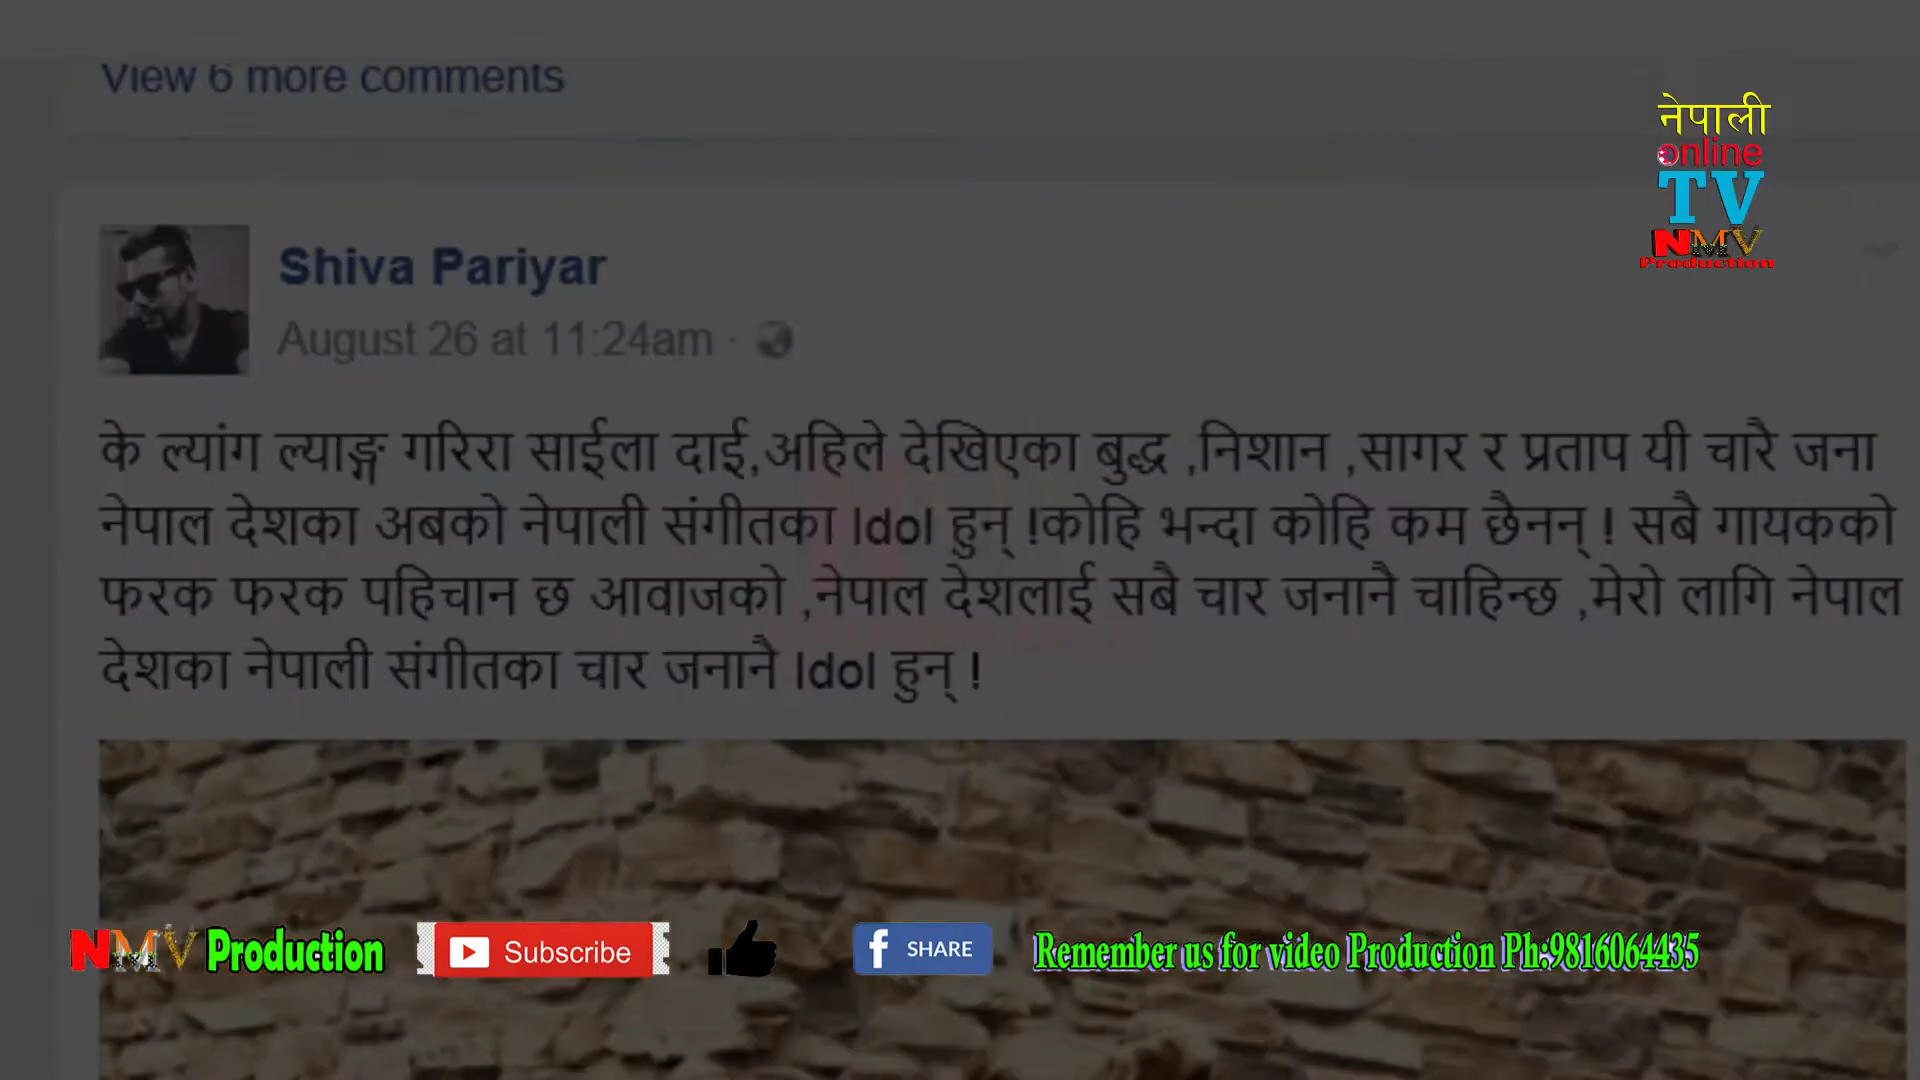 View 6 more comments
नेपाली
online
TV
NMV
Production
Shiva Pariyar
August 26 at 11:24am ·
के ल्यांग ल्याङ्ग गरिरा साईला दाई,अहिले देखिएका बुद्ध ,निशान ,सागर र प्रताप यी चारै जना
नेपाल देशका अबको नेपाली संगीतका Idol हुन् !कोहि भन्दा कोहि कम छैनन् ! सबै गायकको
फरक फरक पहिचान छ आवाजको ,नेपाल देशलाई सबै चार जनानै चाहिन्छ ,मेरो लागि नेपाल
देशका नेपाली संगीतका चार जनानै Idol हुन् !
NMV Production
Subscribe
f SHARE
Remember us for video Production Ph:9816064435